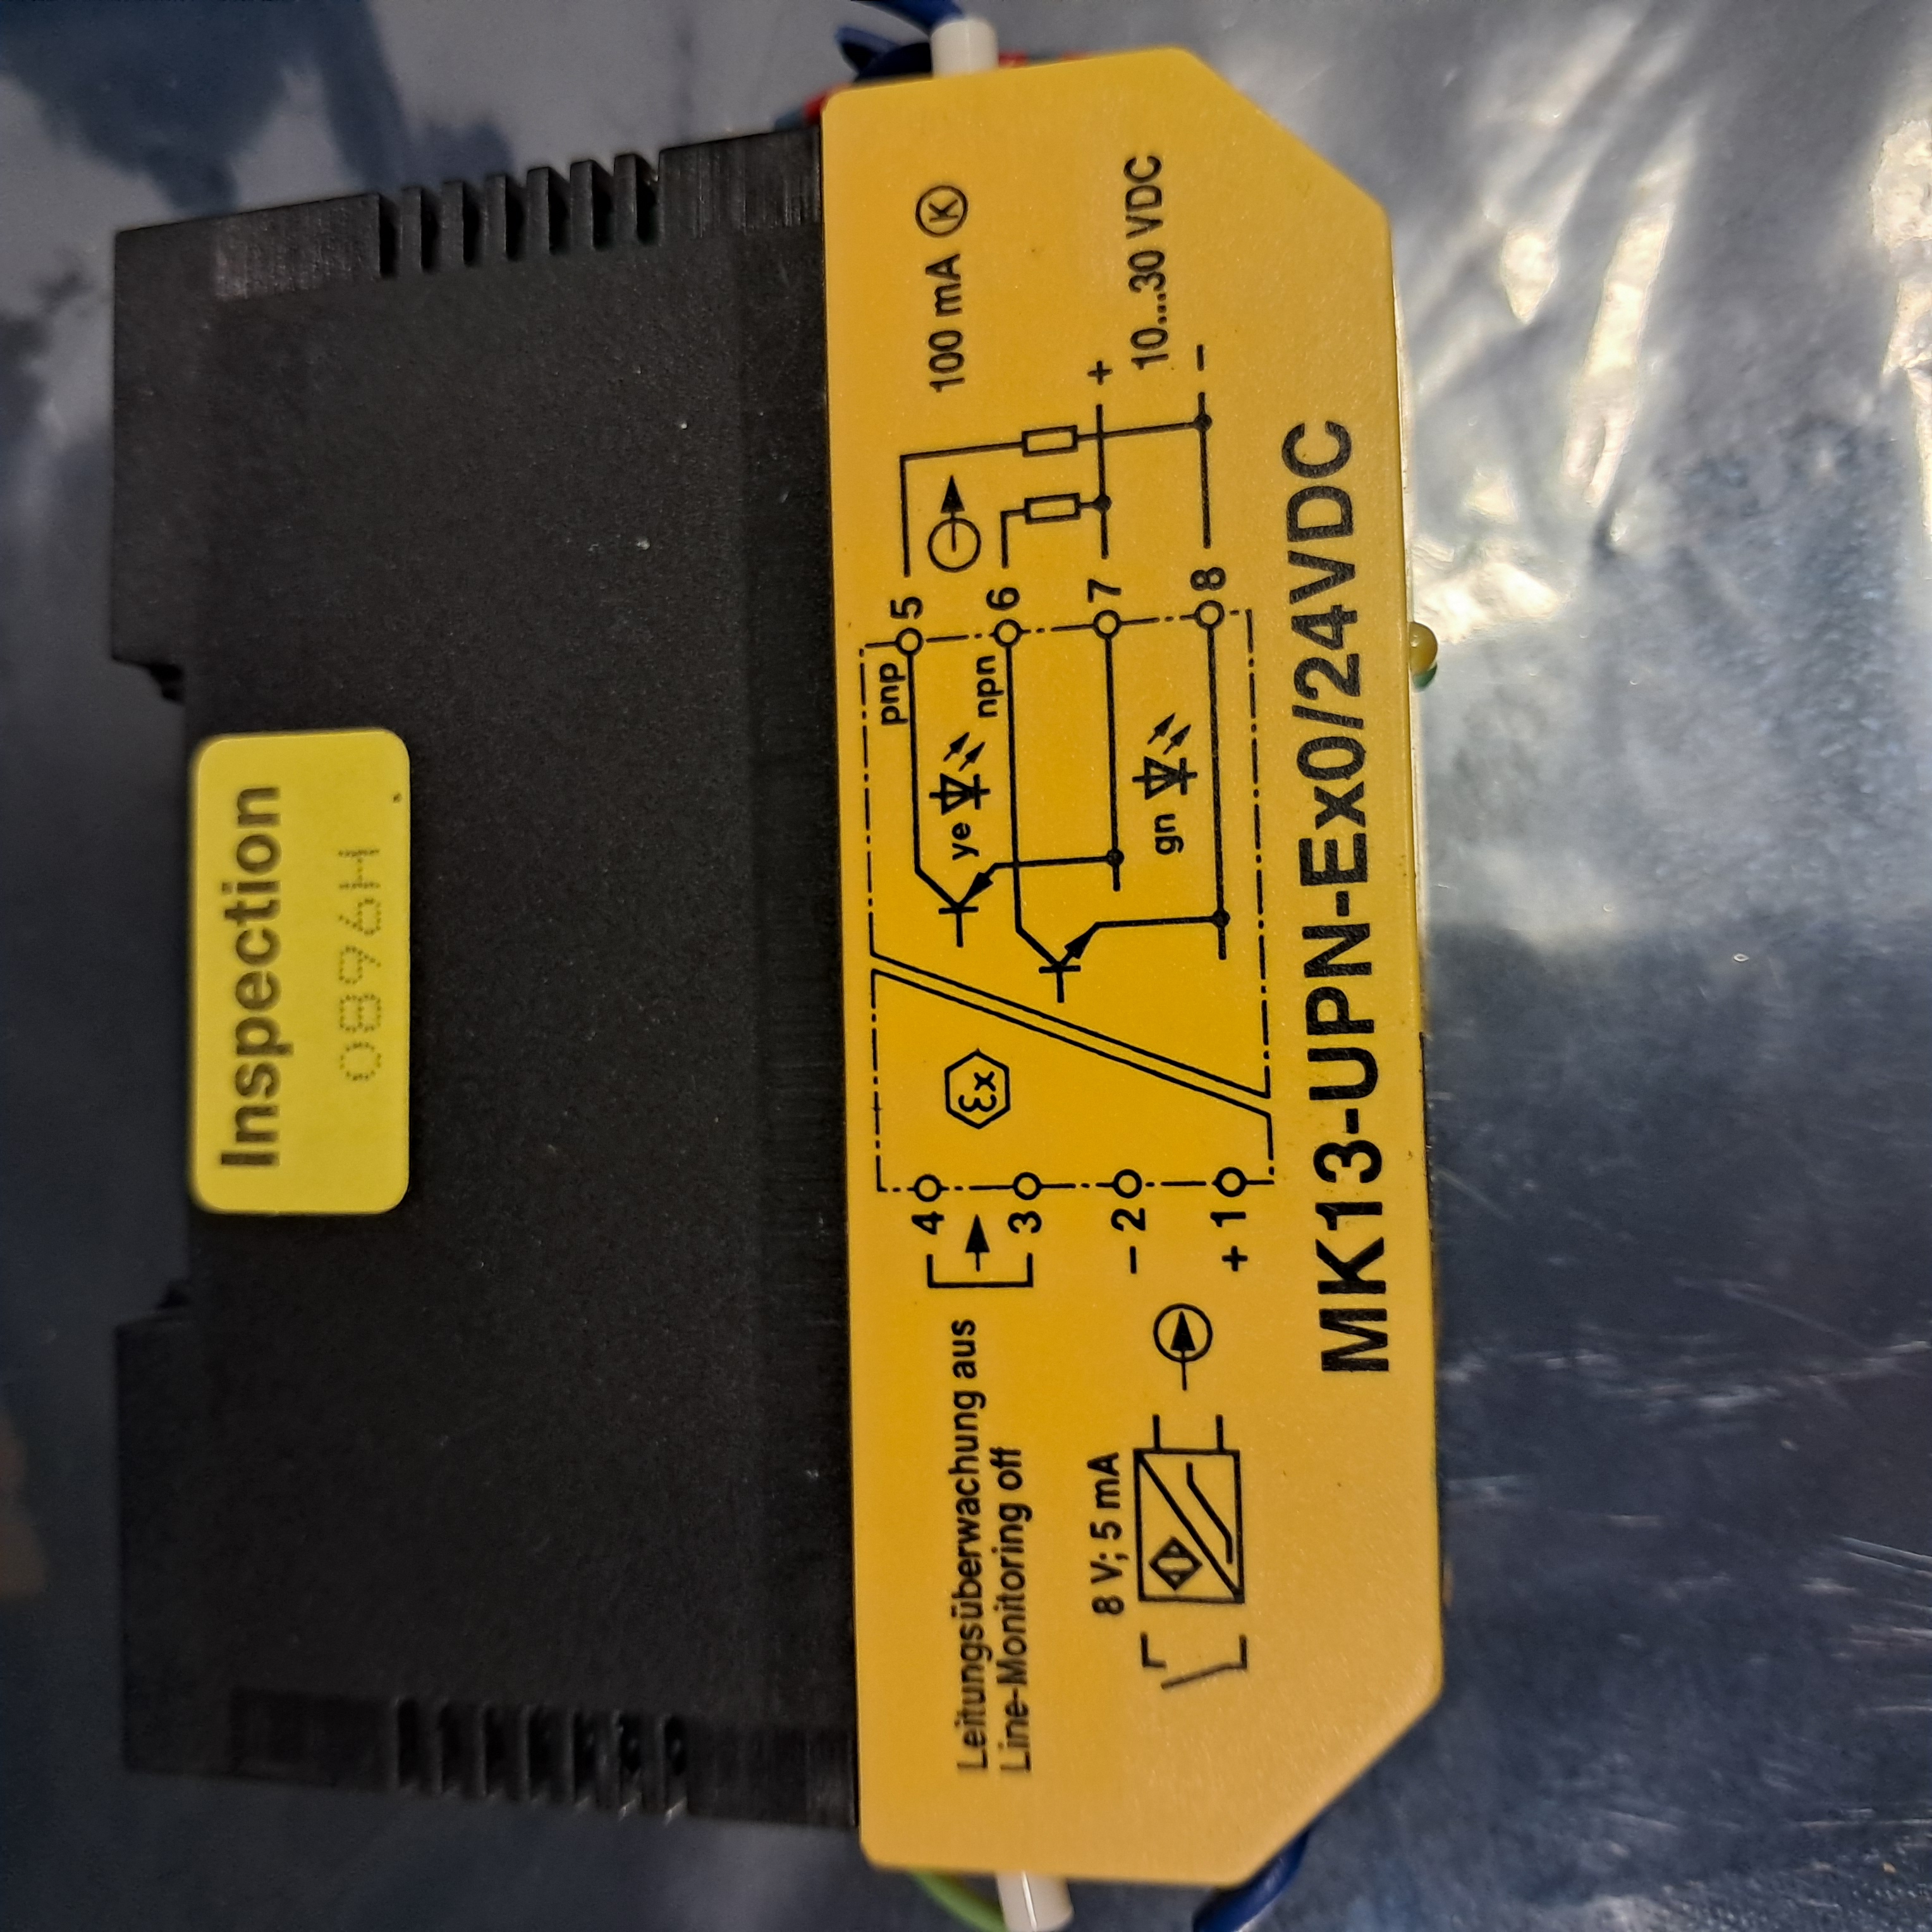 Inspection
0896H
100 mA K
10...30 VDC
+
−
5
6
7
8
pnp
npn
ye
gn
Ex
4
3
− 2
+ 1
Leitungsüberwachung aus
Line-Monitoring off
8 V; 5 mA
MK13-UPN-Ex0/24VDC